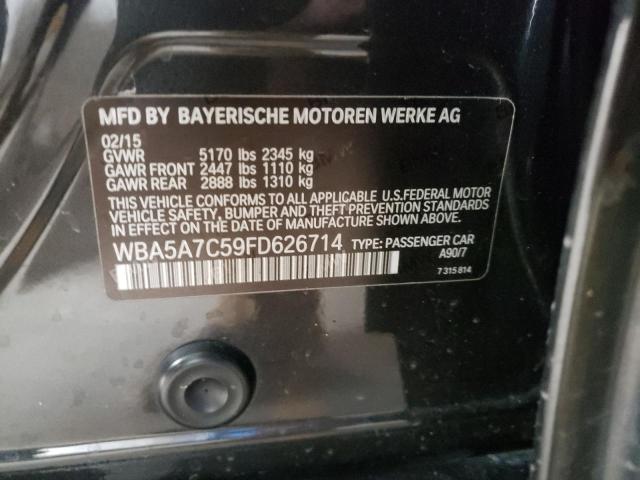 MFD BY BAYERISCHE MOTOREN WERKE AG
02/15
GVWR 5170 lbs 2345 kg
GAWR FRONT 2447 lbs 1110 kg
GAWR REAR 2888 lbs 1310 kg
THIS VEHICLE CONFORMS TO ALL APPLICABLE U.S.FEDERAL MOTOR
VEHICLE SAFETY, BUMPER AND THEFT PREVENTION STANDARDS
IN EFFECT ON THE DATE OF MANUFACTURE SHOWN ABOVE.
WBA5A7C59FD626714 TYPE: PASSENGER CAR
A90/7
7 315 814